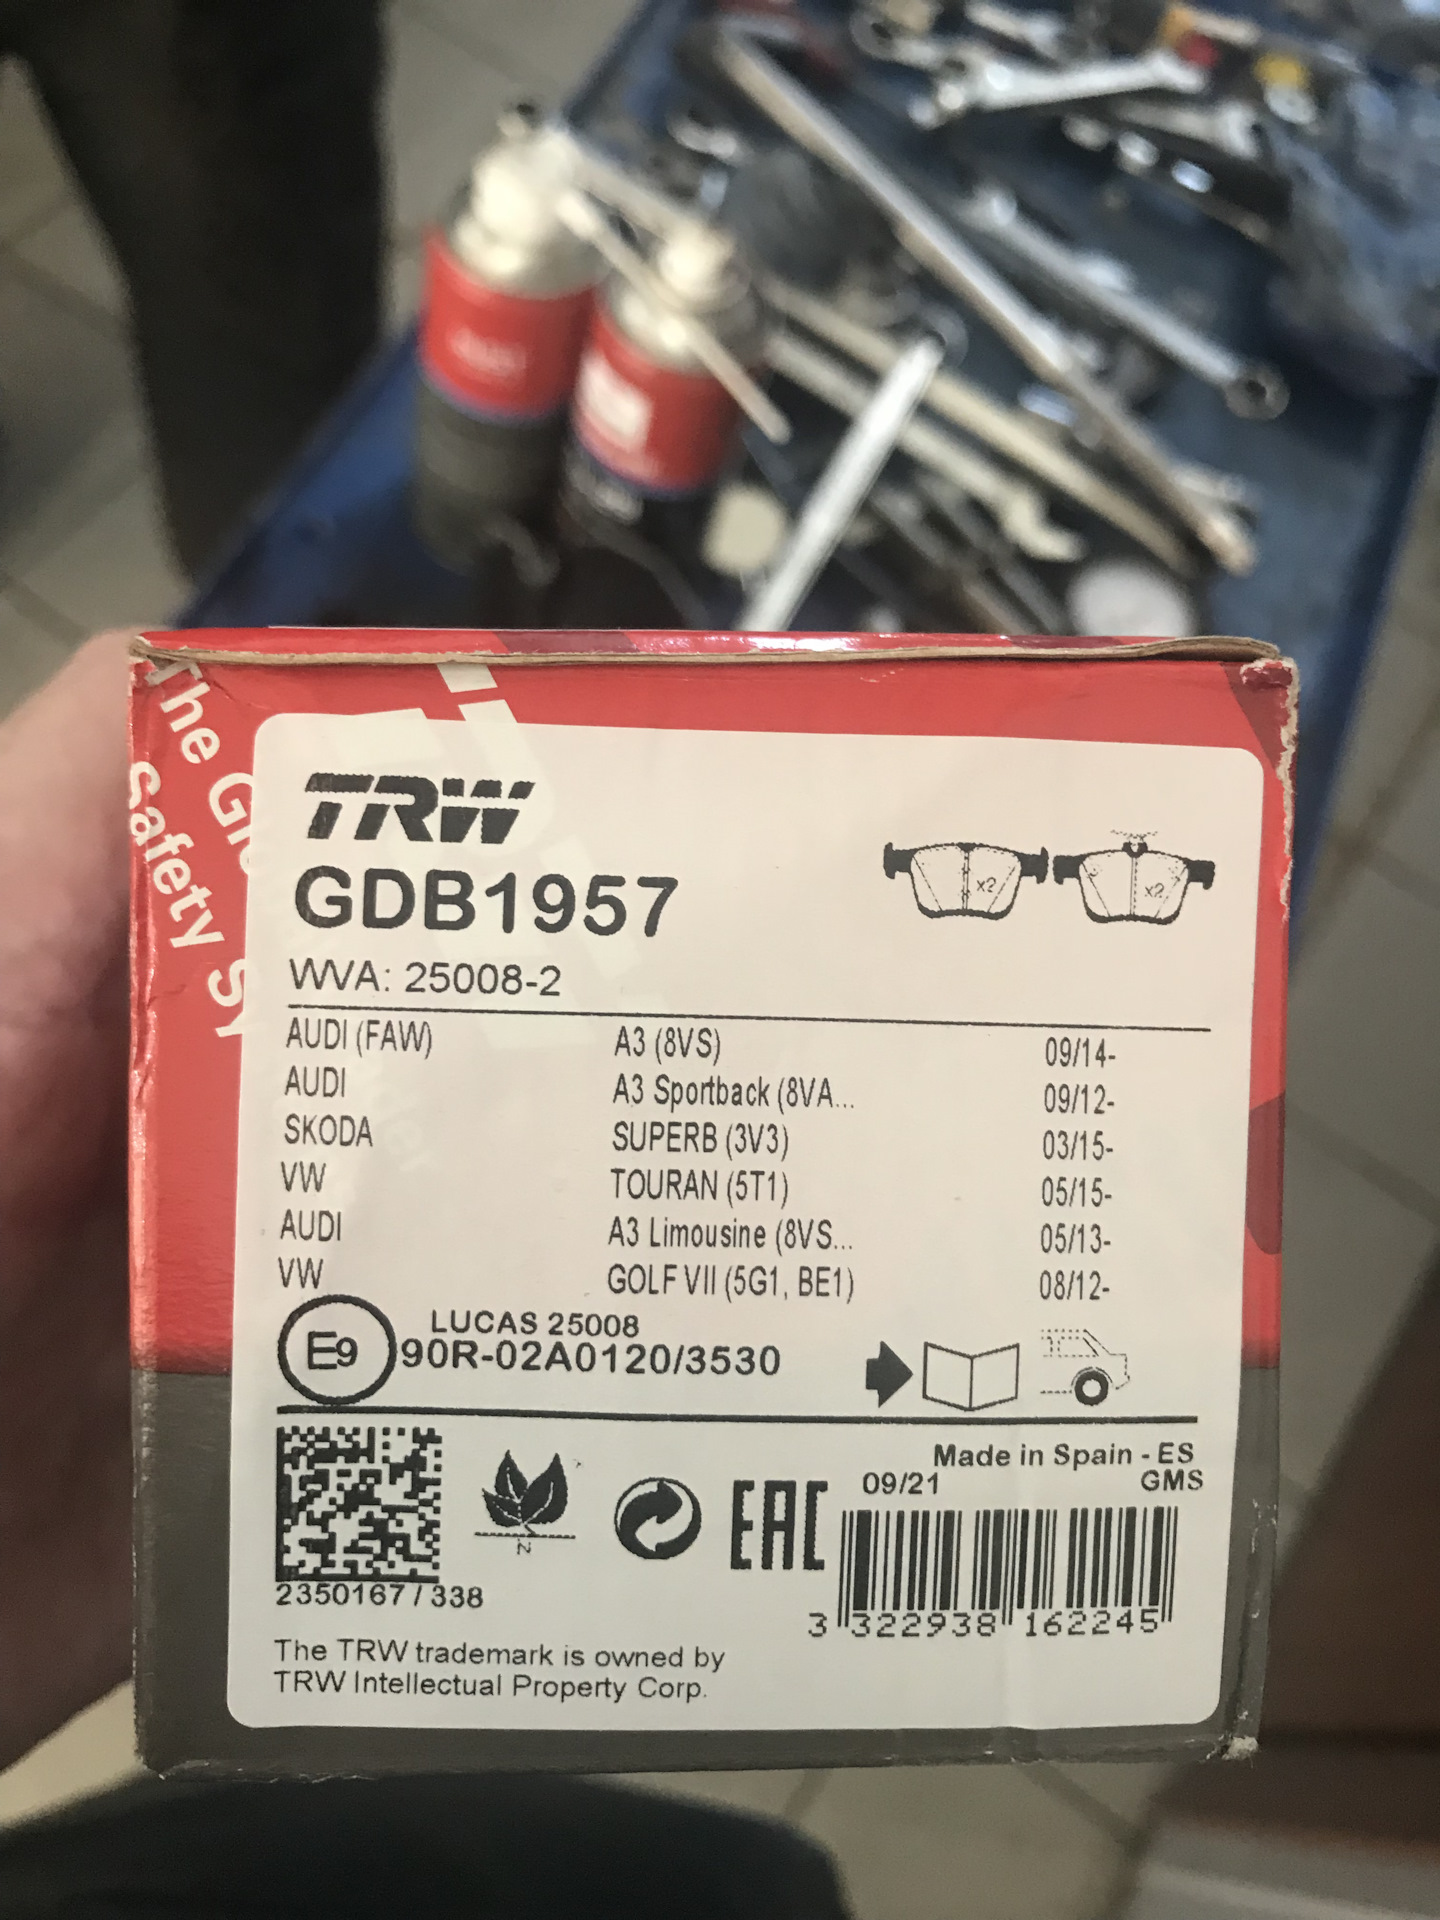 The Gl
Safety Sy
TRW
GDB1957
x2 x2
WVA: 25008-2
AUDI (FAW) A3 (8VS) 09/14-
AUDI A3 Sportback (8VA... 09/12-
SKODA SUPERB (3V3) 03/15-
VW TOURAN (5T1) 05/15-
AUDI A3 Limousine (8VS... 05/13-
VW GOLF VII (5G1, BE1) 08/12-
LUCAS 25008
E9 90R-02A0120/3530
Made in Spain - ES
09/21 GMS
N
EAC
2350167 / 338
3 322938 162245
The TRW trademark is owned by
TRW Intellectual Property Corp.